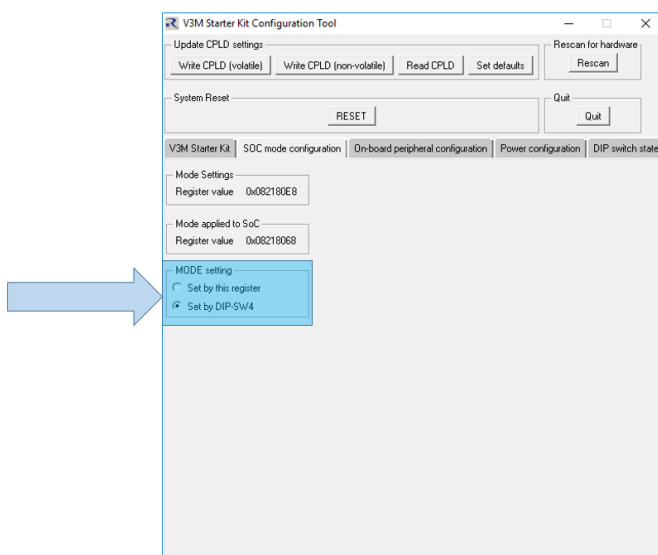 V3M Starter Kit Configuration Tool
Update CPLD settings
Rescan for hardware
Write CPLD (volatile) Write CPLD (non-volatile) Read CPLD Set defaults
Rescan
System Reset
Quit
RESET
Quit
V3M Starter Kit SOC mode configuration On-board peripheral configuration Power configuration DIP switch state
Mode Settings
Register value 0x082180E8
Mode applied to SoC
Register value 0x08218068
MODE setting
Set by this register
Set by DIP-SW4